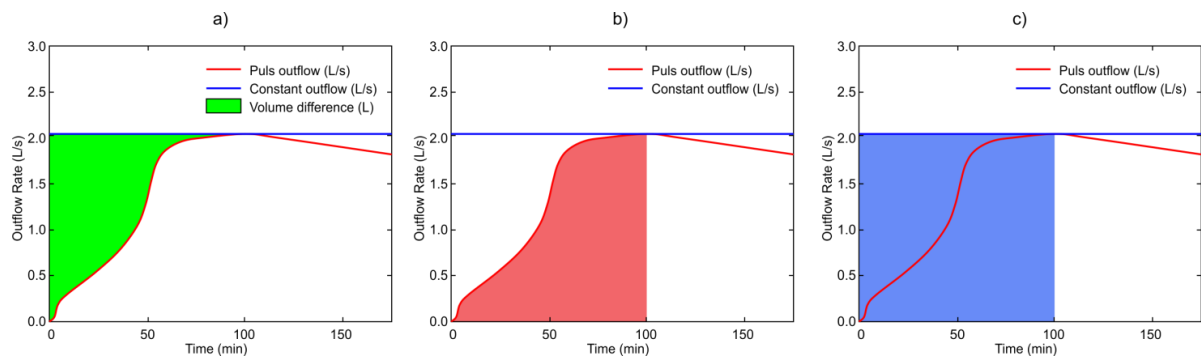 a)
3.0
2.5
2.0
1.5
1.0
0.5
0.0
Outflow Rate (L/s)
Puls outflow (L/s)
Constant outflow (L/s)
Volume difference (L)
0 50 100 150
Time (min)
b)
3.0
2.5
2.0
1.5
1.0
0.5
0.0
Outflow Rate (L/s)
Puls outflow (L/s)
Constant outflow (L/s)
0 50 100 150
Time (min)
c)
3.0
2.5
2.0
1.5
1.0
0.5
0.0
Outflow Rate (L/s)
Puls outflow (L/s)
Constant outflow (L/s)
0 50 100 150
Time (min)